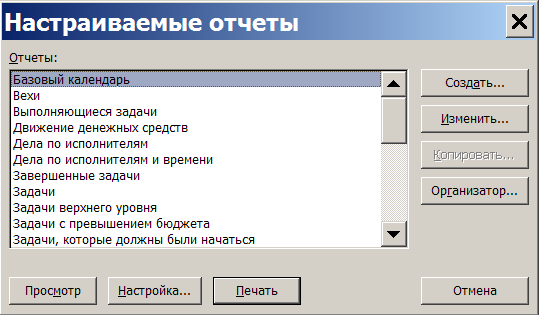 Настраиваемые отчеты
Отчеты:
Базовый календарь
Вехи
Выполняющиеся задачи
Движение денежных средств
Дела по исполнителям
Дела по исполнителям и времени
Завершенные задачи
Задачи
Задачи верхнего уровня
Задачи с превышением бюджета
Задачи, которые должны были начаться
Создать...
Изменить...
Копировать...
Организатор...
Просмотр
Настройка...
Печать
Отмена